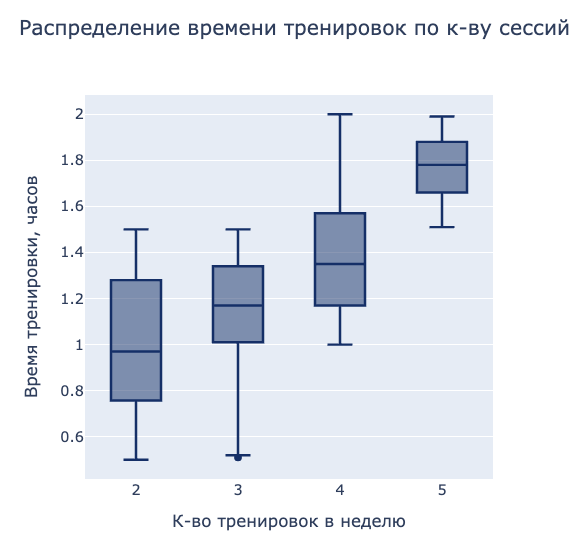 Распределение времени тренировок по к-ву сессий
Время тренировки, часов
2
1.8
1.6
1.4
1.2
1
0.8
0.6
2 3 4 5
К-во тренировок в неделю